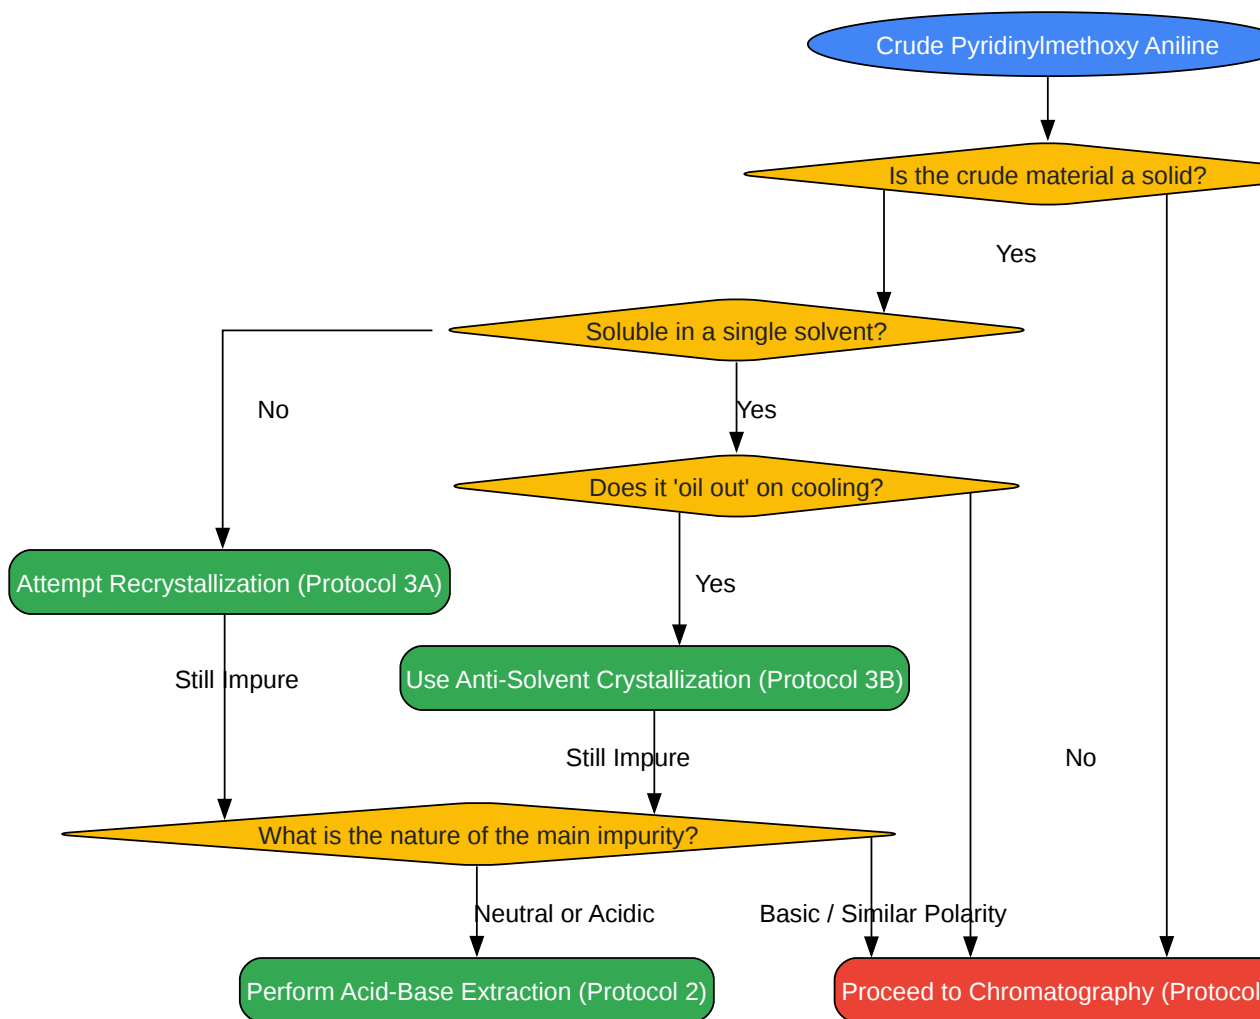 Crude Pyridinylmethoxy Aniline
Is the crude material a solid?
Yes
Soluble in a single solvent?
No
Yes
Does it 'oil out' on cooling?
Attempt Recrystallization (Protocol 3A)
Yes
Still Impure
Use Anti-Solvent Crystallization (Protocol 3B)
Still Impure
No
What is the nature of the main impurity?
Neutral or Acidic
Basic / Similar Polarity
Perform Acid-Base Extraction (Protocol 2)
Proceed to Chromatography (Protocol